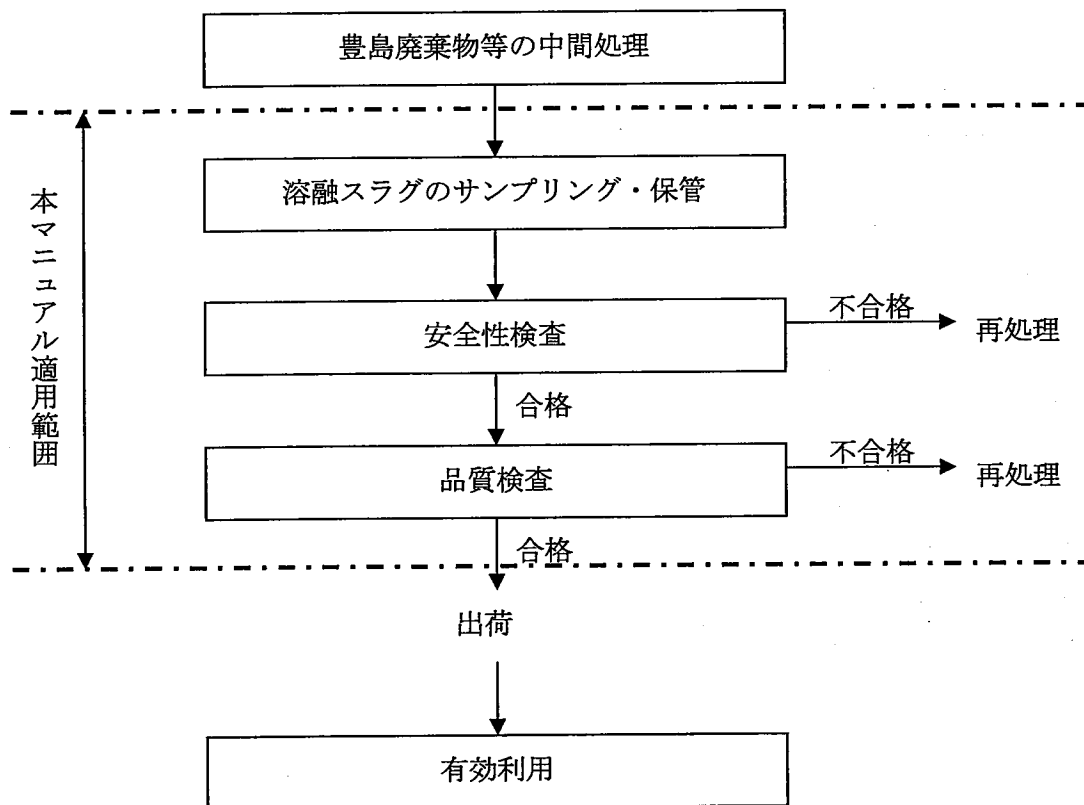 豊島廃棄物等の中間処理
溶融スラグのサンプリング・保管
本マニュアル適用範囲
安全性検査
不合格
再処理
合格
品質検査
不合格
再処理
合格
出荷
有効利用